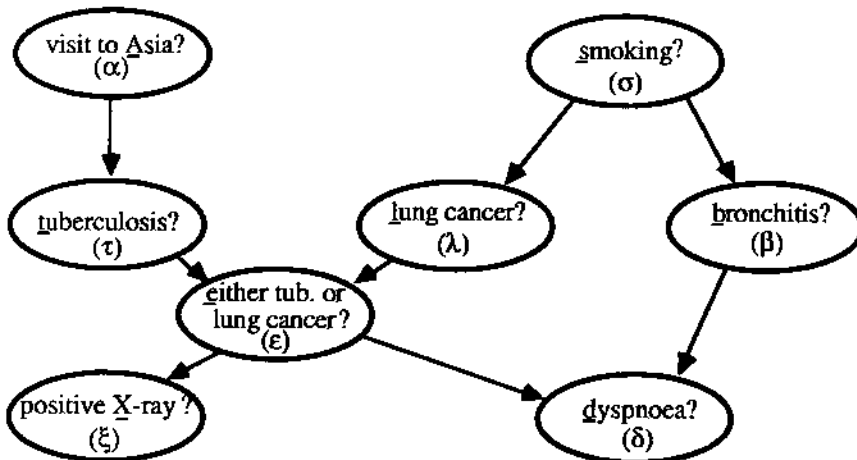 visit to Asia?
(α)
smoking?
(σ)
tuberculosis?
(τ)
lung cancer?
(λ)
bronchitis?
(β)
either tub. or
lung cancer?
(ε)
positive X-ray?
(ξ)
dyspnoea?
(δ)